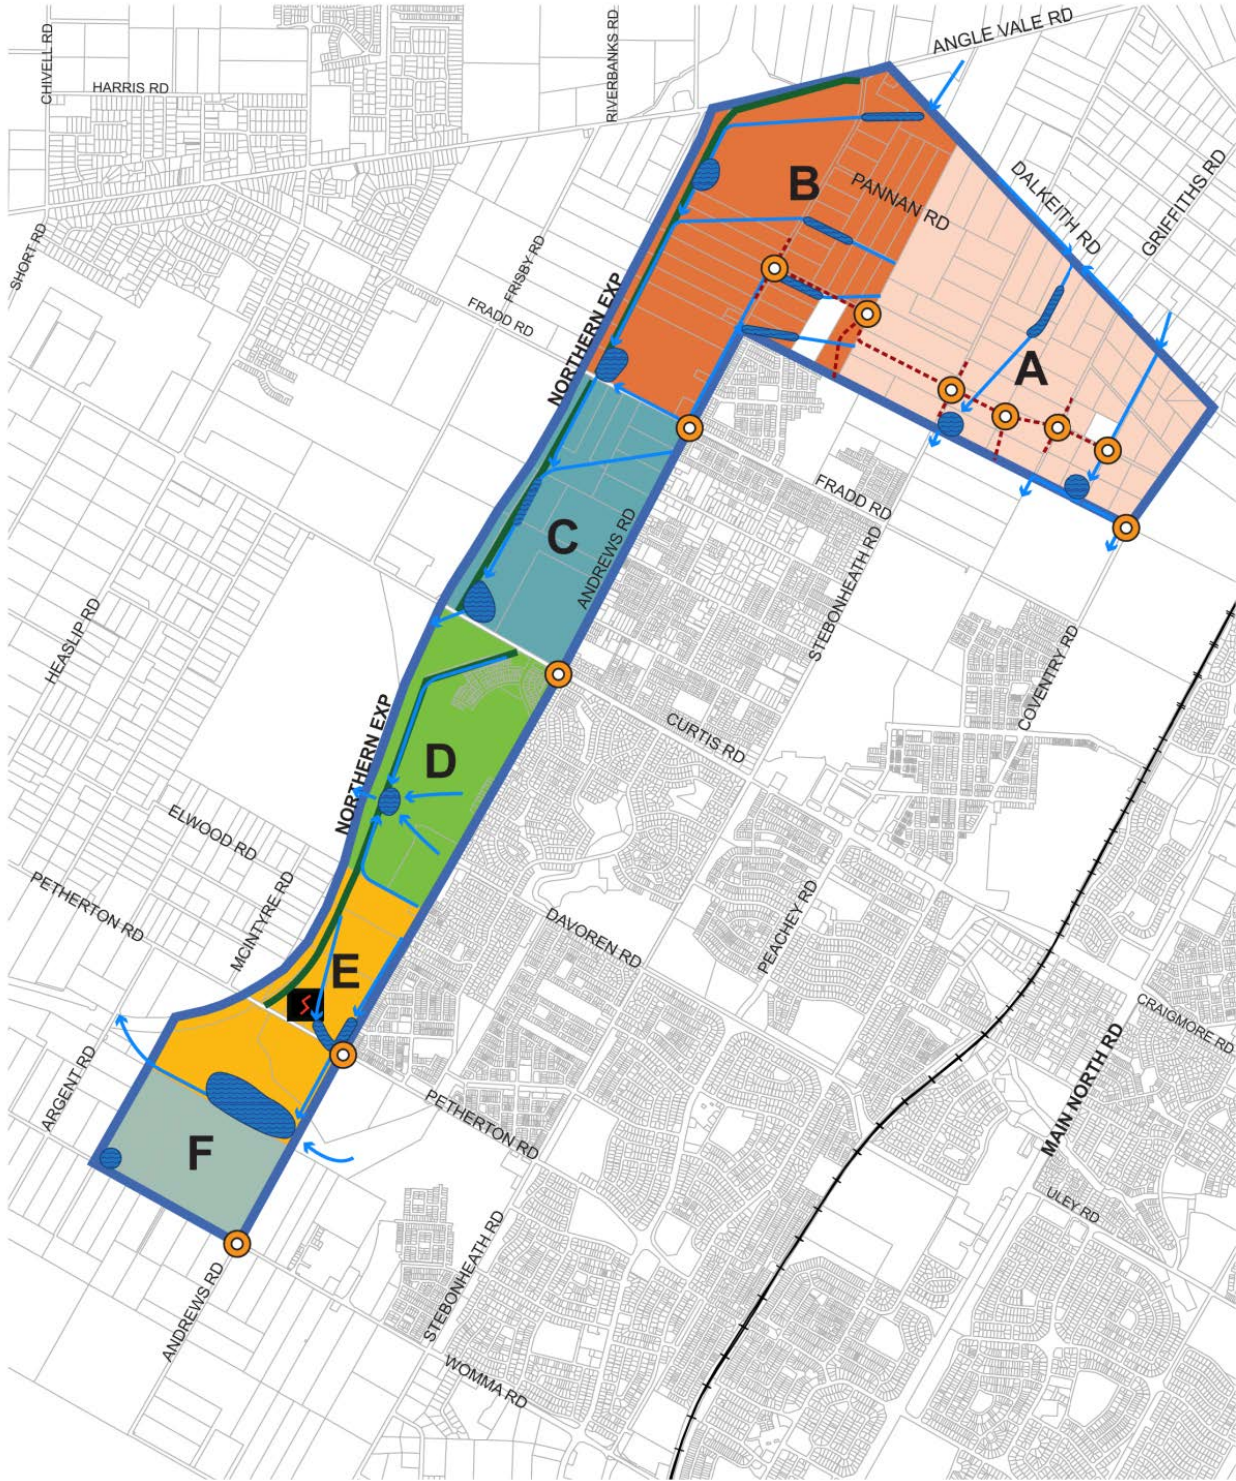 ANGLE VALE RD
CHIVELL RD
RIVERBANKS RD
HARRIS RD
DALKEITH RD
GRIFFITHS RD
B
PANNAN RD
SHORT RD
FRISBY RD
FRADD RD
NORTHERN EXP
A
FRADD RD
C
ANDREWS RD
STEBONHEATH RD
HEASLIP RD
COVENTRY RD
CURTIS RD
D
NORTHERN EXP
ELWOOD RD
PETHERTON RD
MCINTYRE RD
DAVOREN RD
PEACHEY RD
E
CRAIGMORE RD
MAIN NORTH RD
ARGENT RD
PETHERTON RD
F
ULEY RD
STEBONHEATH RD
ANDREWS RD
WOMMA RD